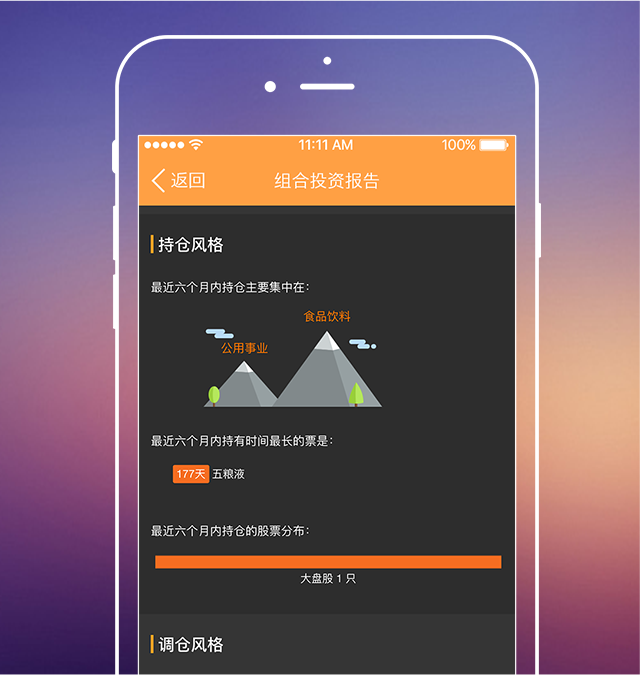 11:11 AM 100%
返回 组合投资报告
持仓风格
最近六个月内持仓主要集中在：
食品饮料
公用事业
最近六个月内持有时间最长的票是：
177天 五粮液
最近六个月内持仓的股票分布：
大盘股 1 只
调仓风格